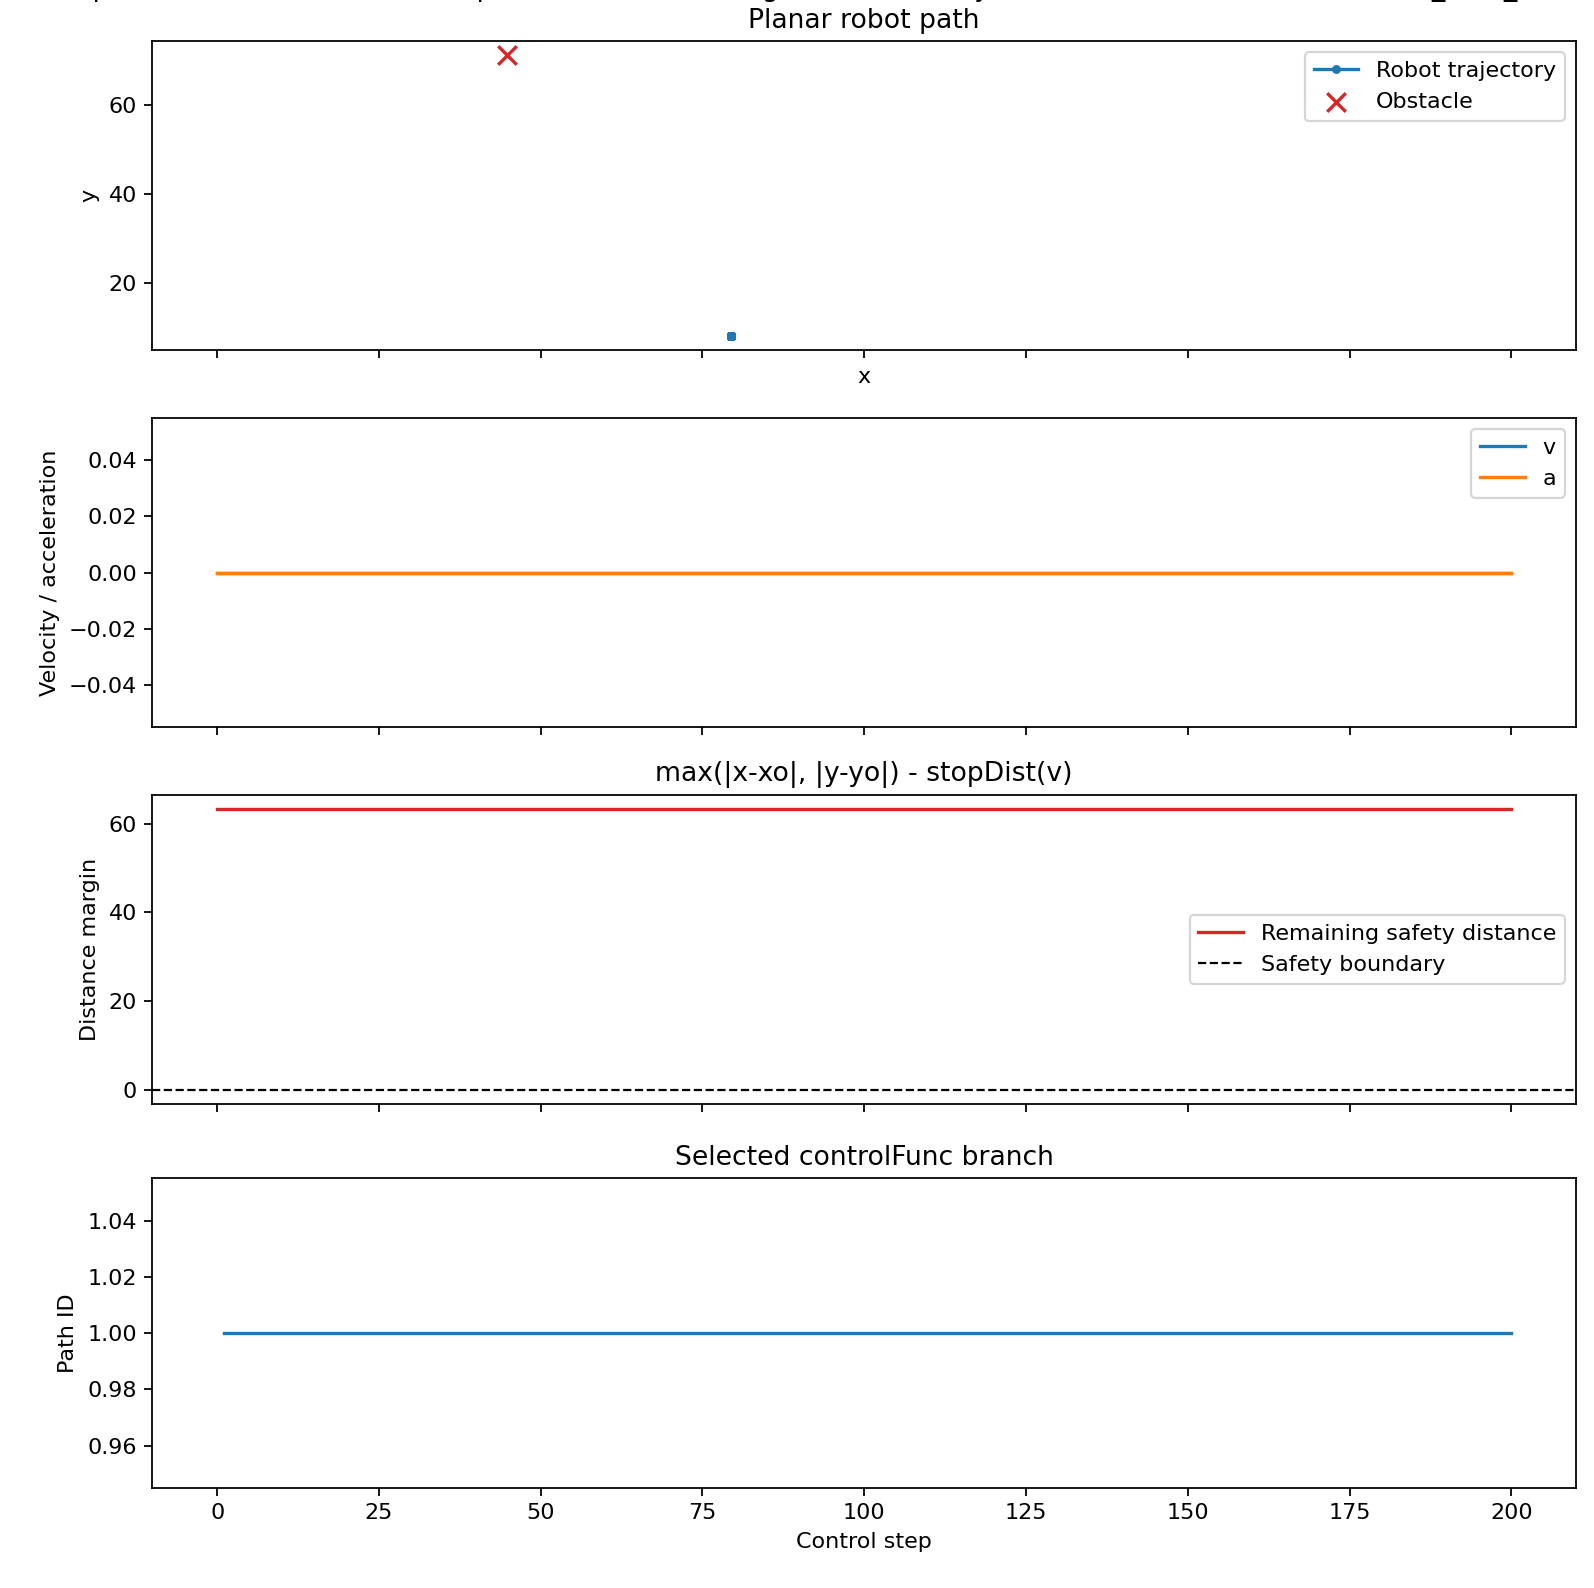 Planar robot path
Robot trajectory
Obstacle
60
40
20
y
x
0.04
0.02
0.00
−0.02
−0.04
Velocity / acceleration
v
a
max(|x-xo|, |y-yo|) - stopDist(v)
60
40
20
0
Distance margin
Remaining safety distance
Safety boundary
Selected controlFunc branch
1.04
1.02
1.00
0.98
0.96
Path ID
0 25 50 75 100 125 150 175 200
Control step